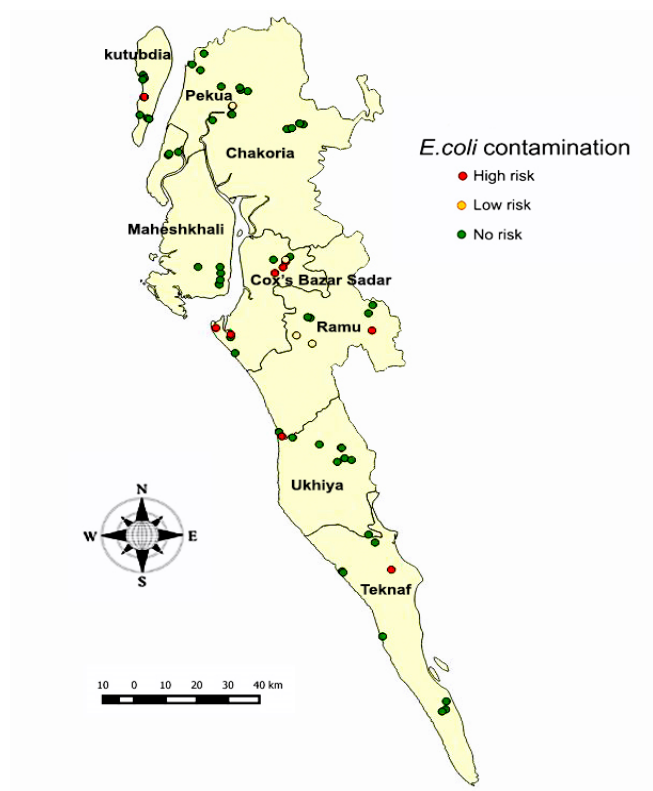 kutubdia
Pekua
Chakoria
E.coli contamination
High risk
Low risk
No risk
Maheshkhali
Cox's Bazar Sadar
Ramu
Ukhiya
N
W E
S
Teknaf
10 0 10 20 30 40 km